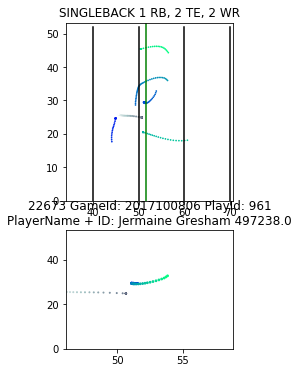 SINGLEBACK 1 RB, 2 TE, 2 WR
50
40
30
20
10
0
40 50 60 70
22673 GameId: 2017100806 PlayId: 961
PlayerName + ID: Jermaine Gresham 497238.0
40
20
0
50 55